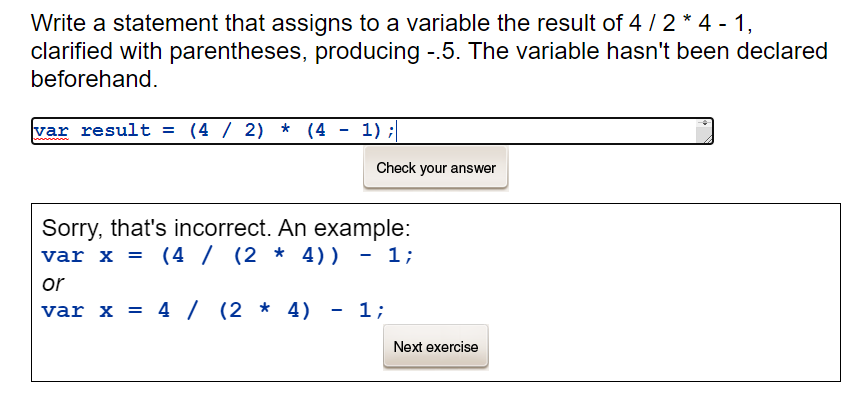 Write a statement that assigns to a variable the result of 4 / 2 * 4 - 1,
clarified with parentheses, producing -.5. The variable hasn't been declared
beforehand.
var result = (4 / 2) * (4 - 1);
Check your answer
Sorry, that's incorrect. An example:
var x = (4 / (2 * 4)) - 1;
or
var x = 4 / (2 * 4) - 1;
Next exercise